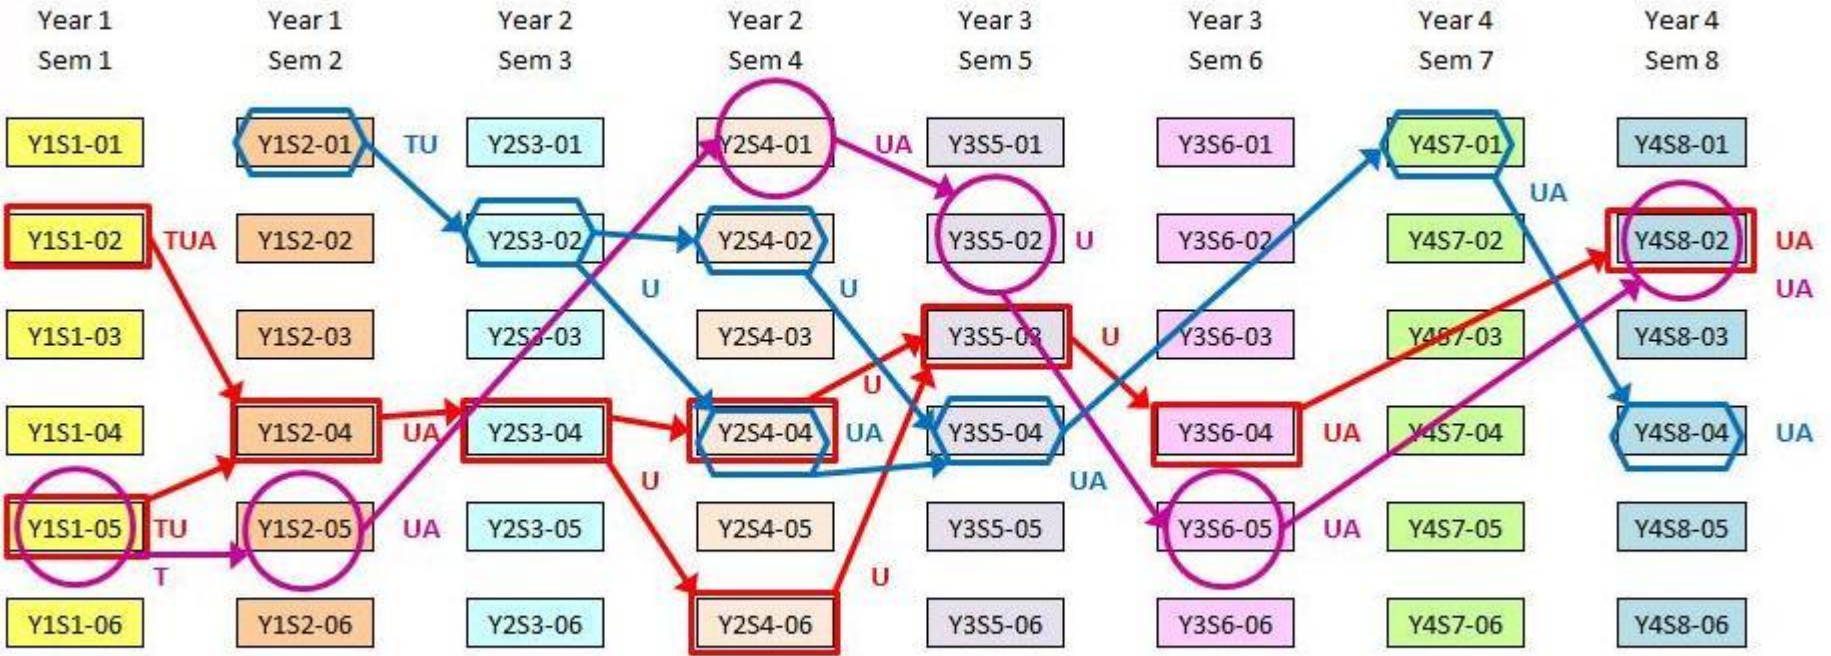 Year 1 Year 1 Year 2 Year 2 Year 3 Year 3 Year 4 Year 4
Sem 1 Sem 2 Sem 3 Sem 4 Sem 5 Sem 6 Sem 7 Sem 8
Y1S1-01 Y1S2-01 TU Y2S3-01 Y2S4-01 UA Y3S5-01 Y3S6-01 Y4S7-01 Y4S8-01
UA
Y1S1-02 TUA Y1S2-02 Y2S3-02 Y2S4-02 Y3S5-02 U Y3S6-02 Y4S7-02 Y4S8-02 UA
U U UA
Y1S1-03 Y1S2-03 Y2S3-03 Y2S4-03 Y3S5-03 U Y3S6-03 Y4S7-03 Y4S8-03
U
Y1S1-04 Y1S2-04 UA Y2S3-04 Y2S4-04 UA Y3S5-04 Y3S6-04 UA Y4S7-04 Y4S8-04 UA
U UA
Y1S1-05 TU Y1S2-05 UA Y2S3-05 Y2S4-05 Y3S5-05 Y3S6-05 UA Y4S7-05 Y4S8-05
T U
Y1S1-06 Y1S2-06 Y2S3-06 Y2S4-06 Y3S5-06 Y3S6-06 Y4S7-06 Y4S8-06